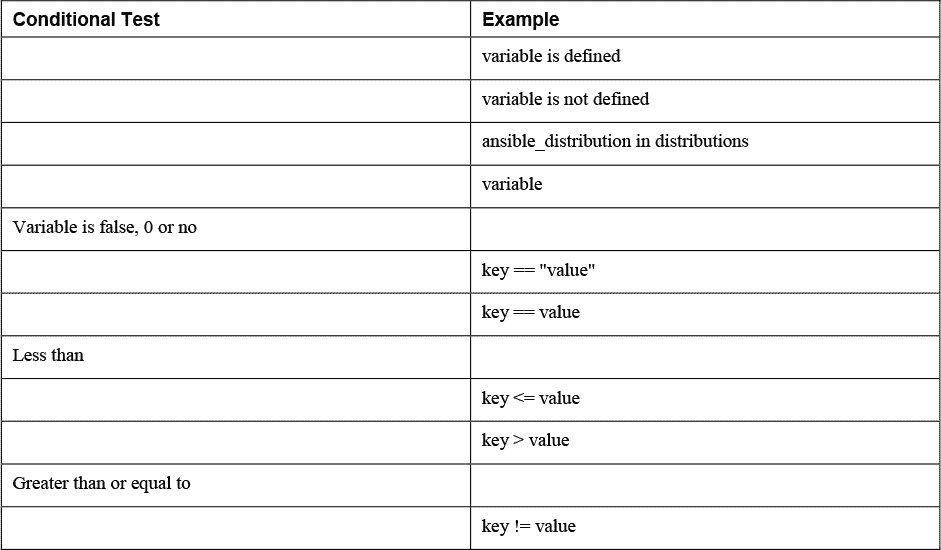 Conditional Test Example
variable is defined
variable is not defined
ansible_distribution in distributions
variable
Variable is false, 0 or no
key == "value"
key == value
Less than
key <= value
key > value
Greater than or equal to
key != value